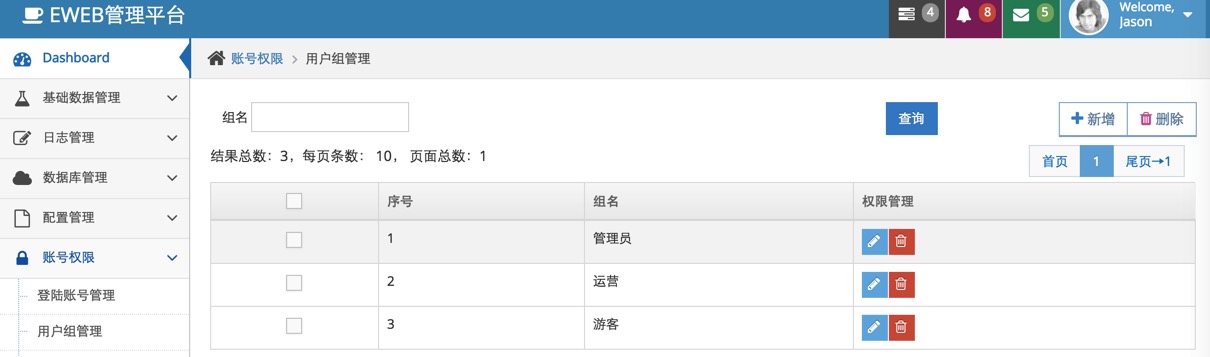 EWEB管理平台
4
8
5
Welcome,
Jason
Dashboard
基础数据管理
日志管理
数据库管理
配置管理
账号权限
登陆账号管理
用户组管理
账号权限 > 用户组管理
组名
查询
新增
删除
结果总数：3，每页条数： 10， 页面总数：1
首页 1 尾页→1
序号 组名 权限管理
1 管理员
2 运营
3 游客